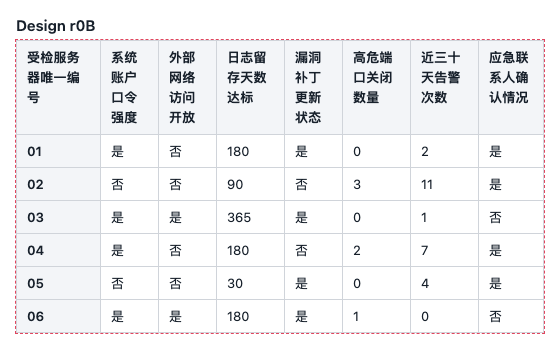 Design r0B
受检服务器唯一编号 系统账户口令强度 外部网络访问开放 日志留存天数达标 漏洞补丁更新状态 高危端口关闭数量 近三十天告警次数 应急联系人确认情况
01 是 否 180 是 0 2 是
02 否 否 90 否 3 11 是
03 是 是 365 是 0 1 否
04 是 否 180 否 2 7 是
05 否 否 30 是 0 4 是
06 是 是 180 是 1 0 否